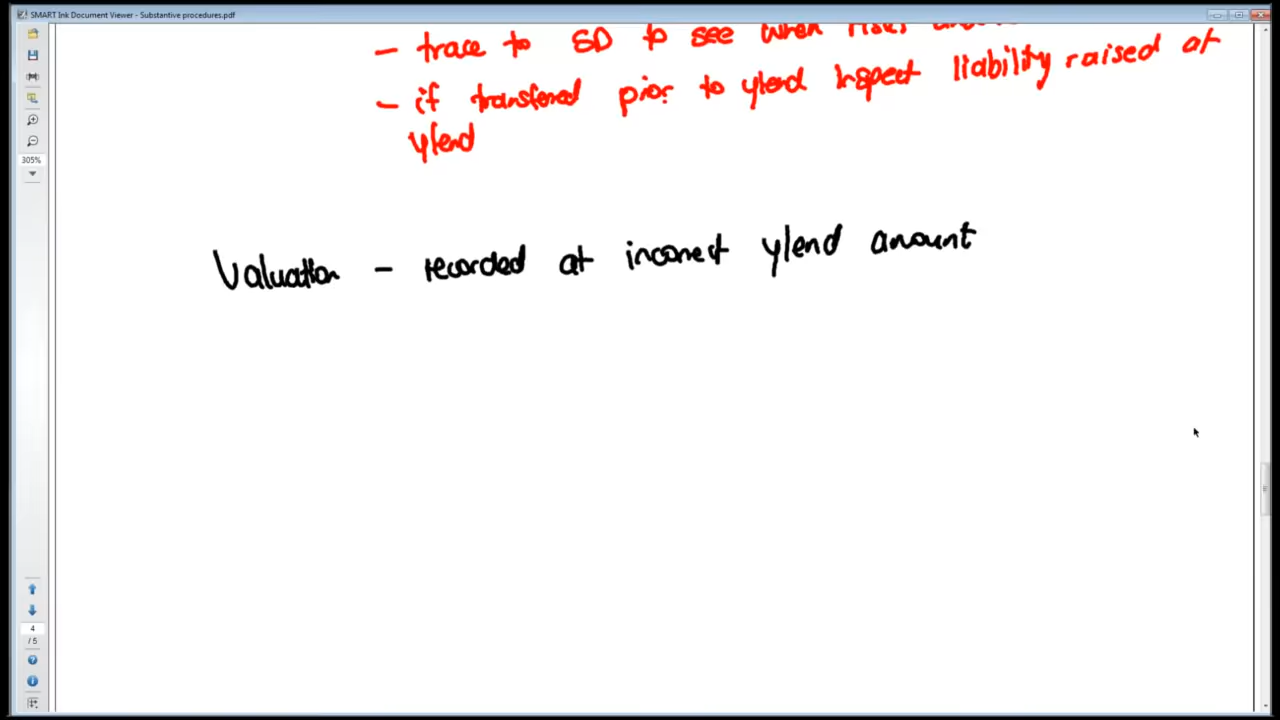 SMART Ink Document Viewer - Substantive procedures.pdf
- trace to SD to see when risks
- if transferred prior to y/end inspect liability raised at
y/end
305%
Valuation - recorded at incorrect y/end amount
4
/ 5